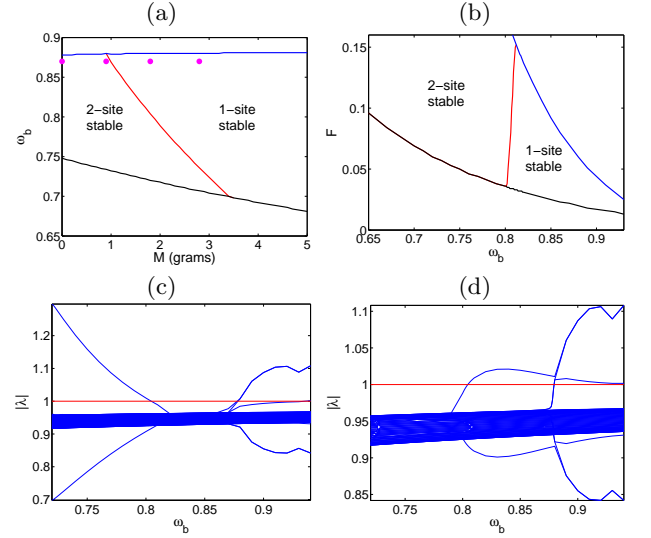 (a)
0.9
0.85
0.8
0.75
0.7
0.65
ω_b
2−site
stable
1−site
stable
0 1 2 3 4 5
M (grams)
(b)
0.15
0.1
0.05
0
F
2−site
stable
1−site
stable
0.65 0.7 0.75 0.8 0.85 0.9
ω_b
(c)
1.2
1.1
1
0.9
0.8
0.7
|λ|
0.75 0.8 0.85 0.9
ω_b
(d)
1.1
1.05
1
0.95
0.9
0.85
|λ|
0.75 0.8 0.85 0.9
ω_b